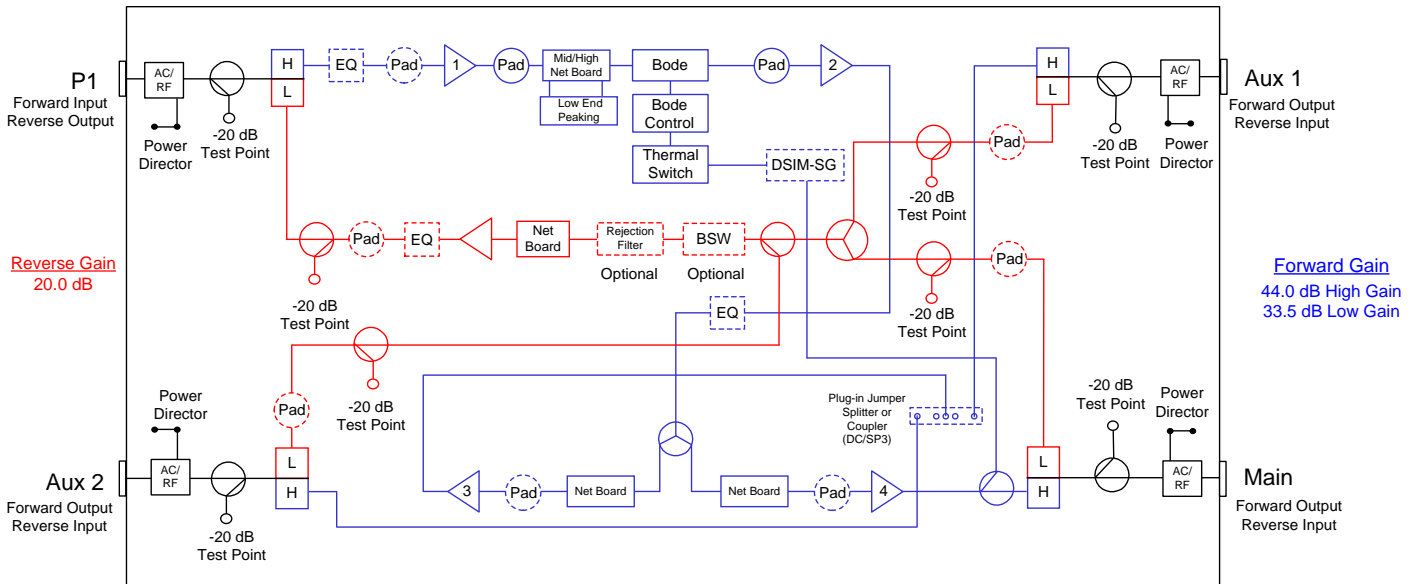 P1
Forward Input
Reverse Output
AC/
RF
Power
Director
-20 dB
Test Point
H
L
EQ
Pad
1
Pad
Mid/High
Net Board
Low End
Peaking
Bode
Bode
Control
Thermal
Switch
Pad
2
DSIM-SG
H
L
Pad
-20 dB
Test Point
-20 dB
Test Point
AC/
RF
Power
Director
Aux 1
Forward Output
Reverse Input
Reverse Gain
20.0 dB
-20 dB
Test Point
Pad
EQ
Net
Board
Rejection
Filter
Optional
BSW
Optional
-20 dB
Test Point
Pad
Forward Gain
44.0 dB High Gain
33.5 dB Low Gain
EQ
-20 dB
Test Point
Pad
Power
Director
Plug-in Jumper
Splitter or
Coupler
(DC/SP3)
-20 dB
Test Point
Power
Director
Aux 2
Forward Output
Reverse Input
AC/
RF
-20 dB
Test Point
L
H
3
Pad
Net Board
Net Board
Pad
4
L
H
AC/
RF
Main
Forward Output
Reverse Input